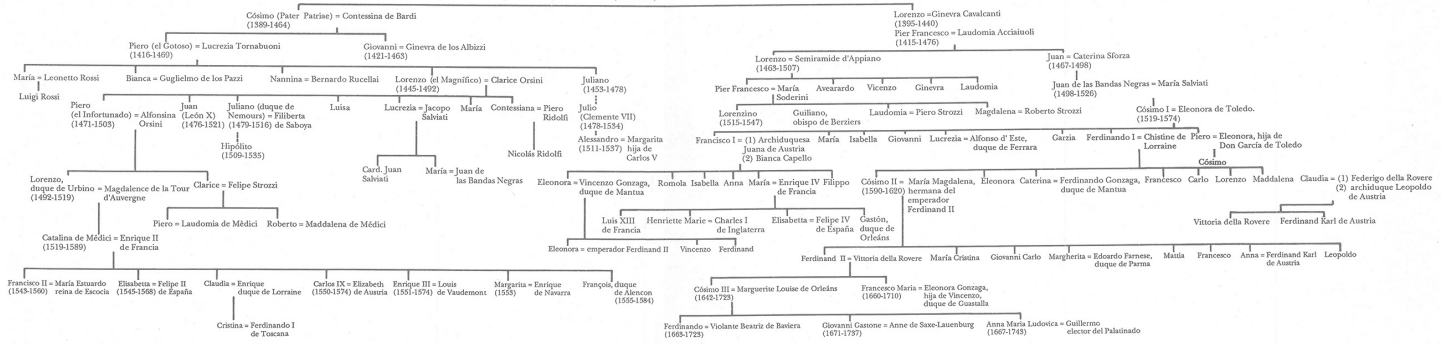 Cósimo (Pater Patriae) = Contessina de Bardi
(1389-1464)
Lorenzo = Ginevra Cavalcanti
(1395-1440)
Pier Francesco = Laudomia Acciaiuoli
(1415-1476)
Piero (el Gotoso) = Lucrezia Tornabuoni
(1416-1469)
Giovanni = Ginevra de los Albizzi
(1421-1463)
Lorenzo = Semiramide d'Appiano
(1463-1507)
Juan = Caterina Sforza
(1467-1498)
María = Leonetto Rossi
Luigi Rossi
Bianca = Guglielmo de los Pazzi
Nannina = Bernardo Rucellai
Lorenzo (el Magnífico) = Clarice Orsini
(1445-1492)
Juliano
(1453-1478)
Julio
(Clemente VII)
(1478-1534)
Alessandro = Margarita
(1511-1537) hija de
Carlos V
Pier Francesco = María
Soderini
Avearardo
Vicenzo
Ginevra
Laudomia
Juan de las Bandas Negras = María Salviati
(1498-1526)
Piero
(el Infortunado) = Alfonsina
(1471-1503) Orsini
Juan
(León X)
(1476-1521)
Juliano (duque de
Nemours) = Filiberta
(1479-1516) de Saboya
Hipólito
(1509-1535)
Luisa
Lucrezia = Jacopo
Salviati
María
Contessiana = Piero
Ridolfi
Nicolás Ridolfi
Card. Juan
Salviati
María = Juan de
las Bandas Negras
Lorenzino
(1515-1547)
Guiliano,
obispo de Berziers
Laudomia = Piero Strozzi
Magdalena = Roberto Strozzi
Cósimo I = Eleonora de Toledo.
(1519-1574)
Francisco I = (1) Archiduquesa
Juana de Austria
(2) Bianca Capello
María
Isabella
Giovanni
Lucrezia = Alfonso d' Este,
duque de Ferrara
Garzia
Ferdinando I = Chistine de
Lorraine
Piero = Eleonora, hija de
Don García de Toledo
Cósimo
Lorenzo,
duque de Urbino = Magdalence de la Tour
(1492-1519) d'Auvergne
Clarice = Felipe Strozzi
Piero = Laudomia de Mèdici
Roberto = Maddalena de Médici
Eleonora = Vincenzo Gonzaga,
duque de Mantua
Romola
Isabella
Anna
María = Enrique IV
de Francia
Filippo
Cósimo II = María Magdalena,
(1590-1620) hermana del
emperador
Ferdinand II
Eleonora
Caterina = Ferdinando Gonzaga,
duque de Mantua
Francesco
Carlo
Lorenzo
Maddalena
Claudia = (1) Federigo della Rovere
(2) archiduque Leopoldo
de Austria
Catalina de Médici = Enrique II
(1519-1589) de Francia
Luis XIII
de Francia
Henriette Marie = Charles I
de Inglaterra
Elisabetta = Felipe IV
de España
Gastón,
duque de
Orleáns
Vittoria della Rovere
Ferdinand Karl de Austria
Eleonora = emperador Ferdinand II
Vincenzo
Ferdinand
Ferdinand II = Vittoria della Rovere
María Cristina
Giovanni Carlo
Margherita = Edoardo Farnese,
duque de Parma
Mattia
Francesco
Anna = Ferdinand Karl
de Austria
Leopoldo
Francisco II = María Estuardo
(1543-1560) reina de Escocia
Elisabetta = Felipe II
(1545-1568) de España
Claudia = Enrique
duque de Lorraine
Cristina = Ferdinando I
de Toscana
Carlos IX = Elizabeth
(1550-1574) de Austria
Enrique III = Louis
(1551-1574) de Vaudemont
Margarita = Enrique
(1553) de Navarra
François, duque
de Alencon
(1555-1584)
Cósimo III = Marguerite Louise de Orleáns
(1642-1723)
Francesco Maria = Eleonora Gonzaga,
(1660-1710) hija de Vincenzo,
duque de Guastalla
Ferdinando = Violante Beatriz de Baviera
(1663-1723)
Giovanni Gastone = Anne de Saxe-Lauenburg
(1671-1737)
Anna Maria Ludovica = Guillermo
(1667-1743) elector del Palatinado